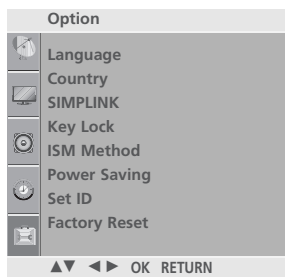 Option
Language
Country
SIMPLINK
Key Lock
ISM Method
Power Saving
Set ID
Factory Reset
▲▼ ◄► OK RETURN